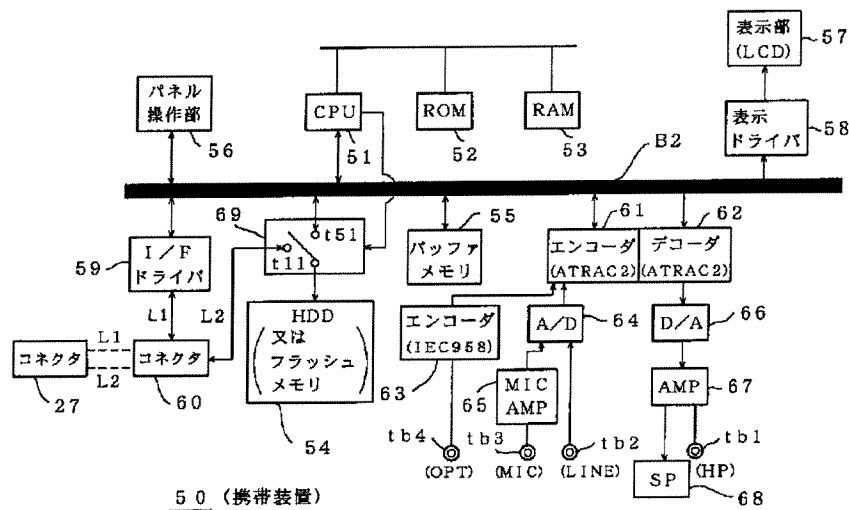 表示部
(LCD)
57
パネル
操作部
56
CPU
51
ROM
52
RAM
53
表示
ドライバ
58
B2
69
t51
t11
55
バッファ
メモリ
61
62
エンコーダ
(ATRAC2)
デコーダ
(ATRAC2)
59
I/F
ドライバ
L1
L2
HDD
又は
フラッシュ
メモリ
54
エンコーダ
(IEC958)
63
A/D
64
D/A
66
コネクタ
27
L1
L2
コネクタ
60
65
MIC
AMP
AMP
67
tb4
(OPT)
tb3
(MIC)
tb2
(LINE)
tb1
(HP)
SP
68
50 (携帯装置)